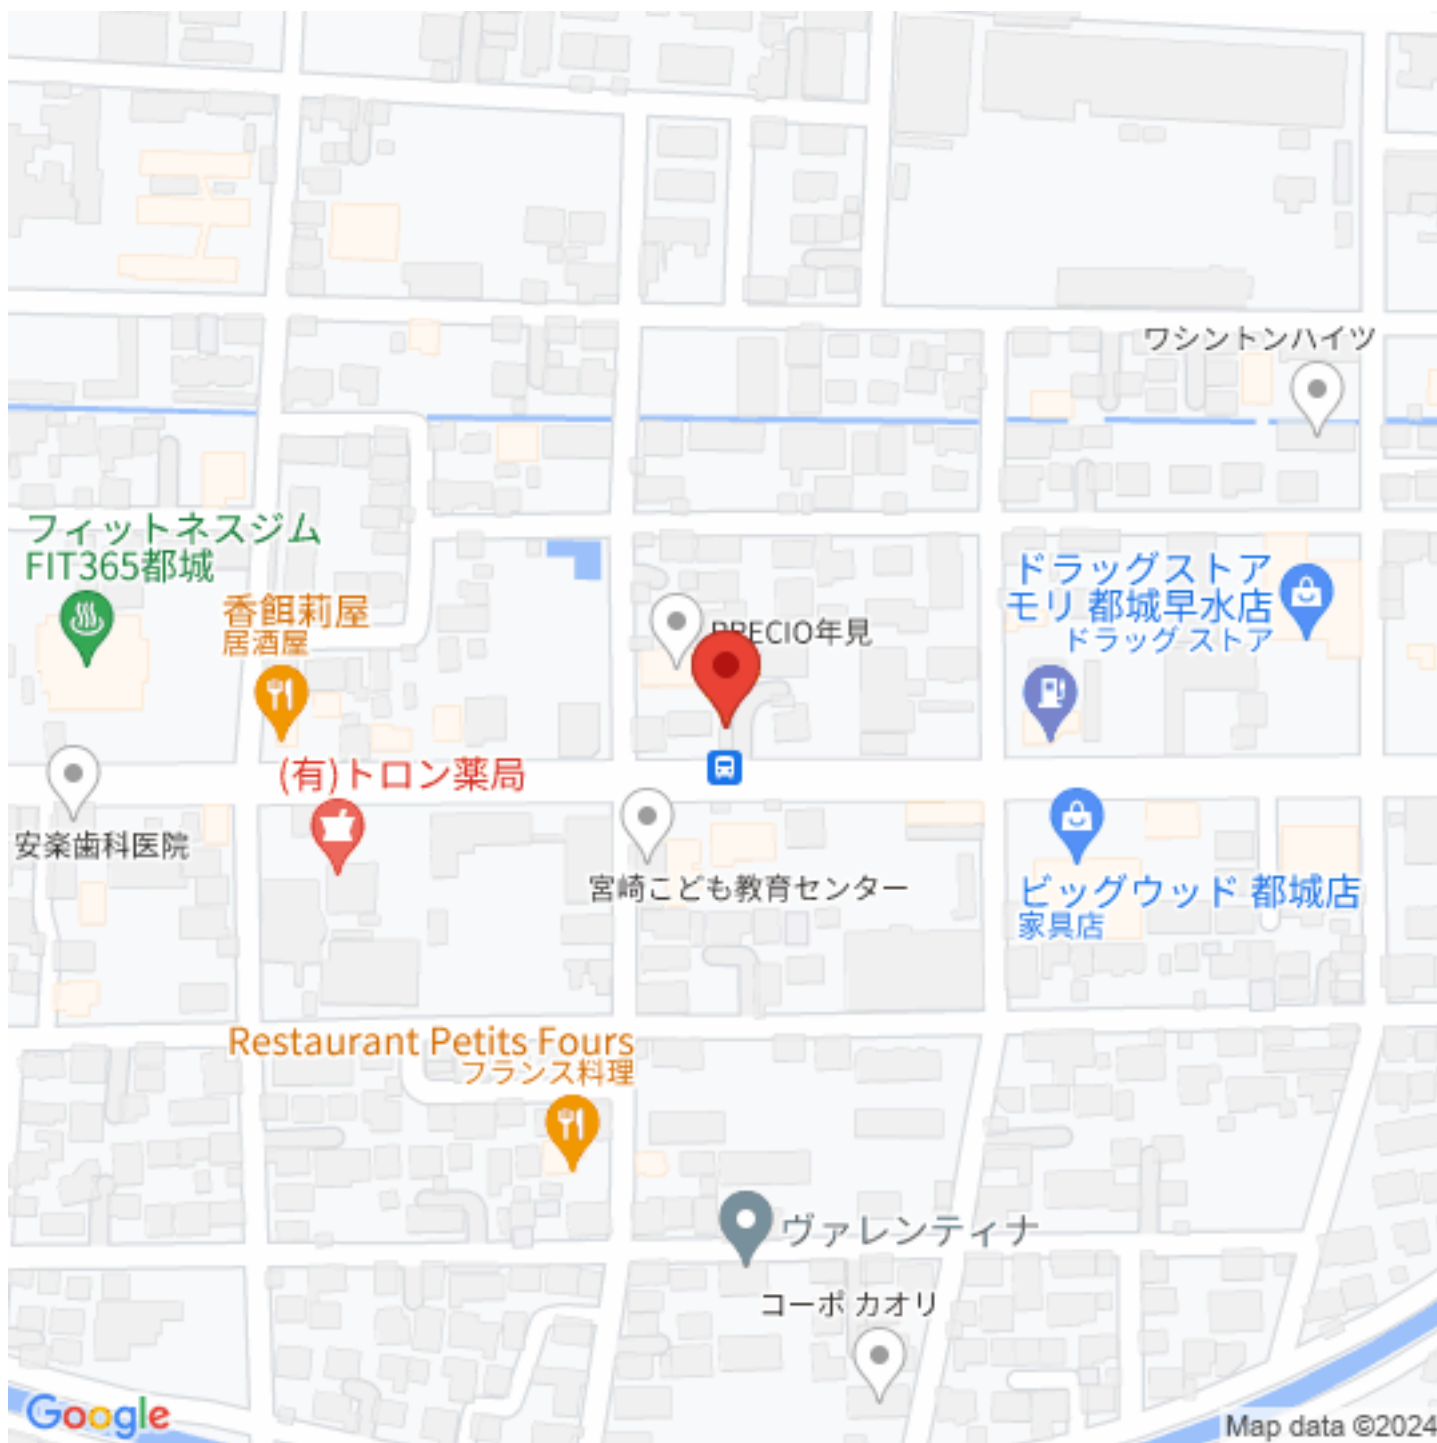 ワシントンハイツ
フィットネスジム
FIT365都城
香餌莉屋
居酒屋
PRECIO年見
ドラッグストア
モリ 都城早水店
ドラッグ ストア
(有)トロン薬局
安楽歯科医院
宮崎こども教育センター
ビッグウッド 都城店
家具店
Restaurant Petits Fours
フランス料理
ヴァレンティナ
コーポ カオリ
Google
Map data ©2024